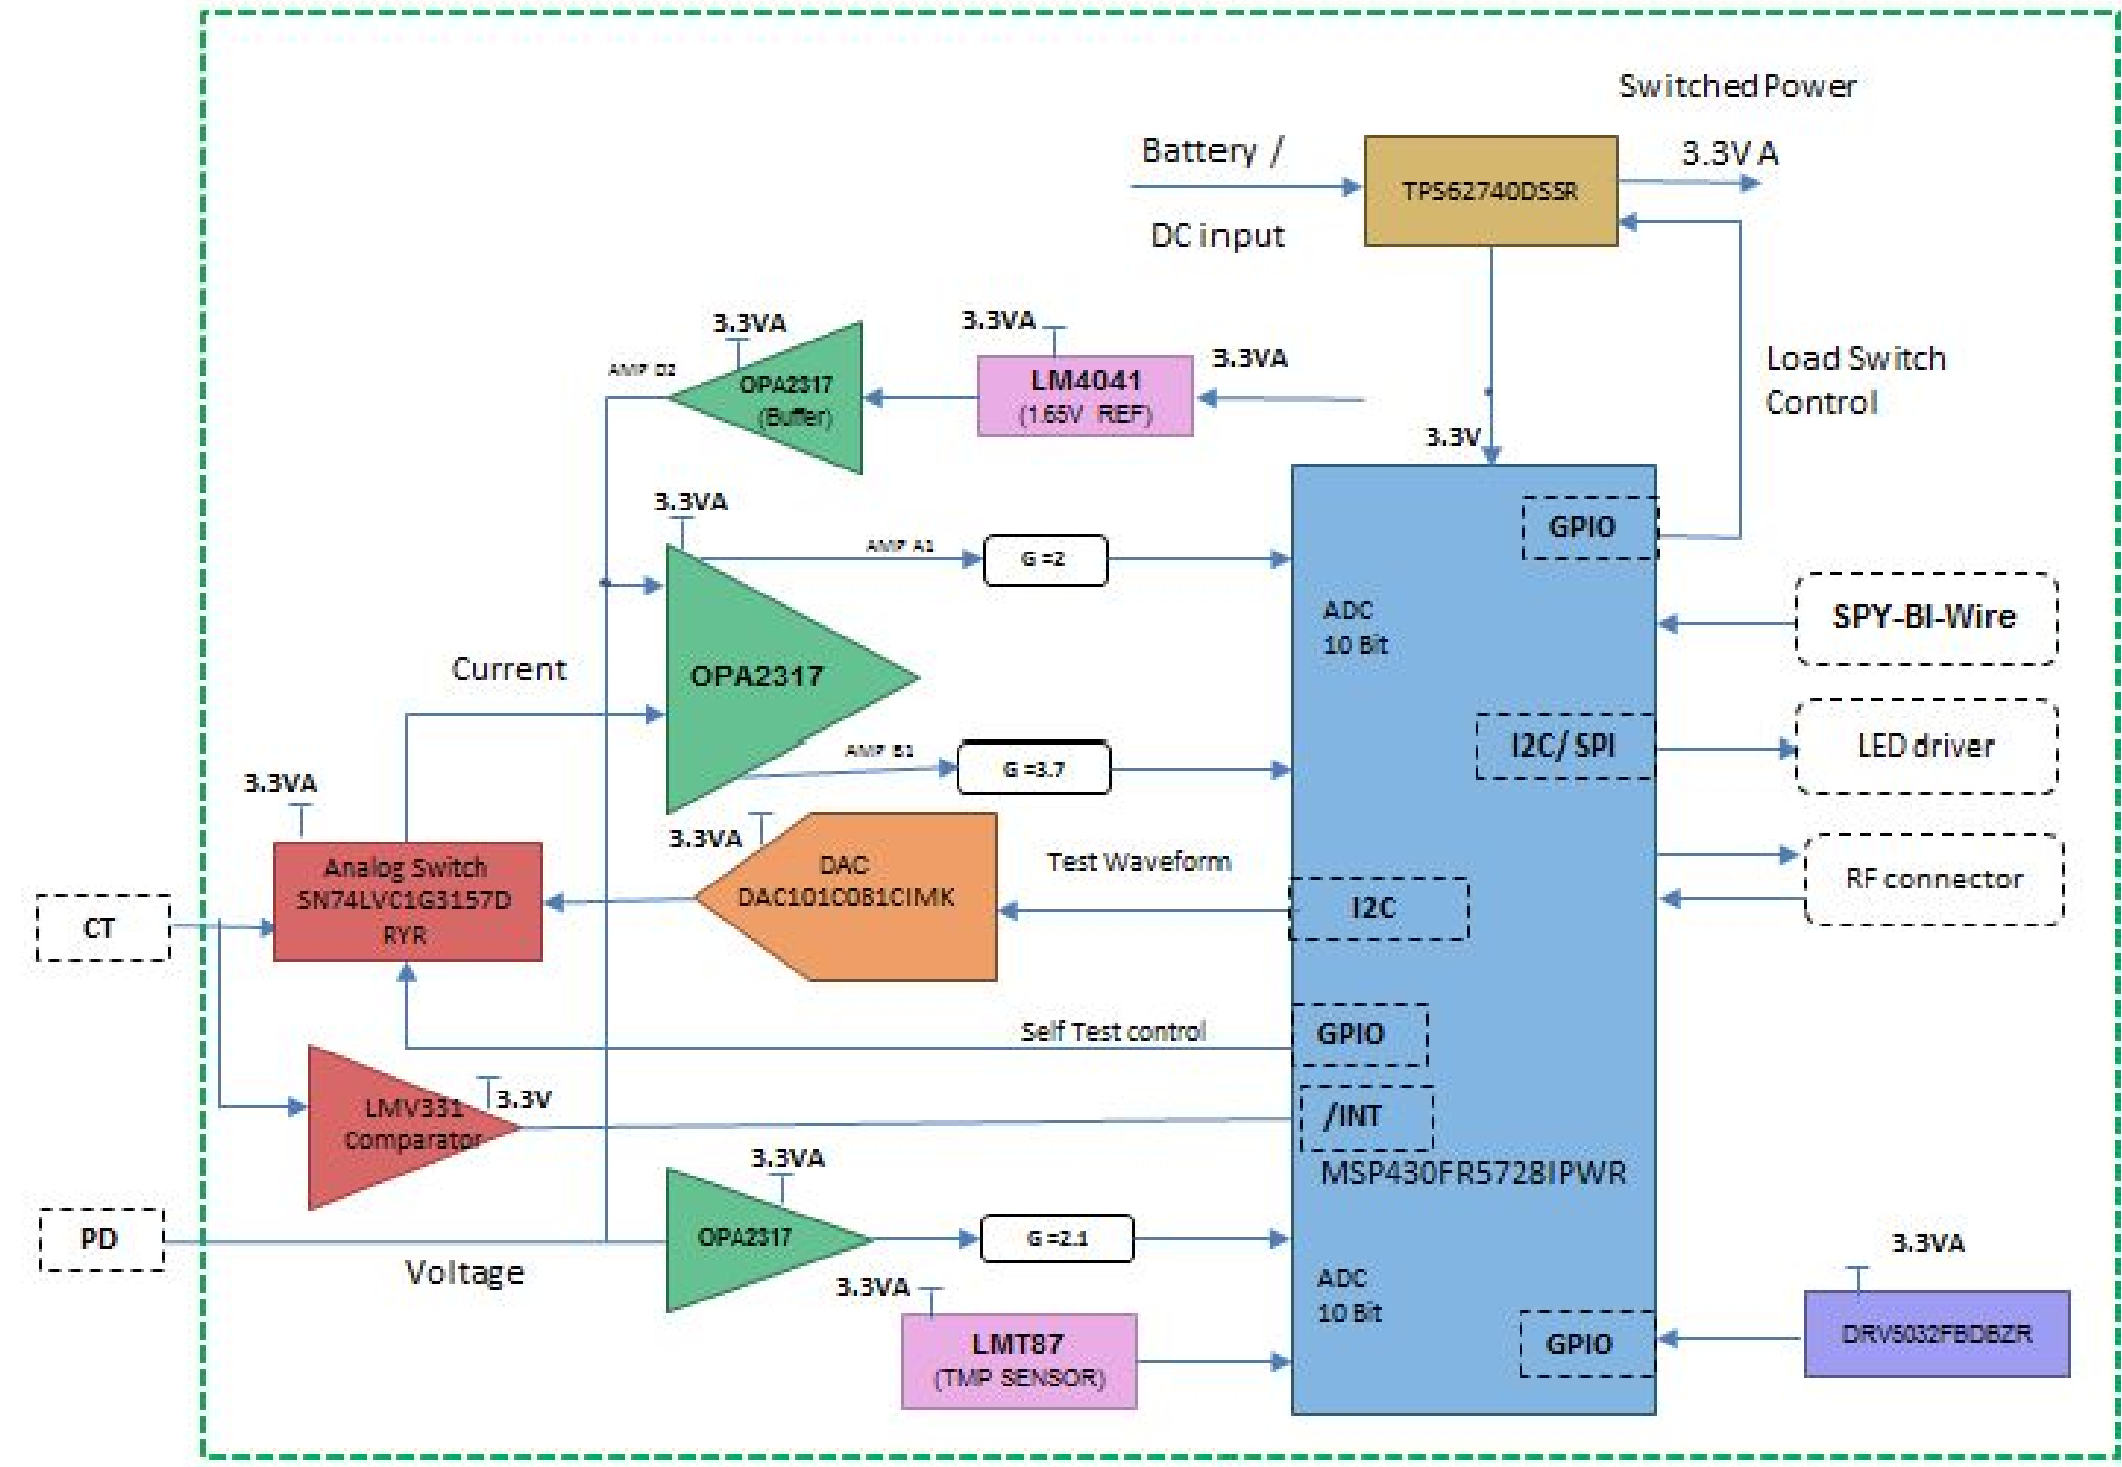 Switched Power
Battery /
DC input
TPS62740DSSR
3.3V A
Load Switch
Control
3.3VA
AMP B2
OPA2317
(Buffer)
3.3VA
LM4041
(1.65V REF)
3.3VA
3.3V
GPIO
3.3VA
AMP A1
G =2
ADC
10 Bit
SPY-BI-Wire
Current
OPA2317
AMP B1
G =3.7
I2C/ SPI
LED driver
3.3VA
Analog Switch
SN74LVC1G3157D
RYR
3.3VA
DAC
DAC101C081CIMK
Test Waveform
I2C
RF connector
CT
Self Test control
GPIO
LMV331
Comparator
3.3V
/INT
MSP430FR5728IPWR
PD
Voltage
3.3VA
OPA2317
G =2.1
ADC
10 Bit
3.3VA
LMT87
(TMP SENSOR)
GPIO
3.3VA
DRV5032FBDBZR